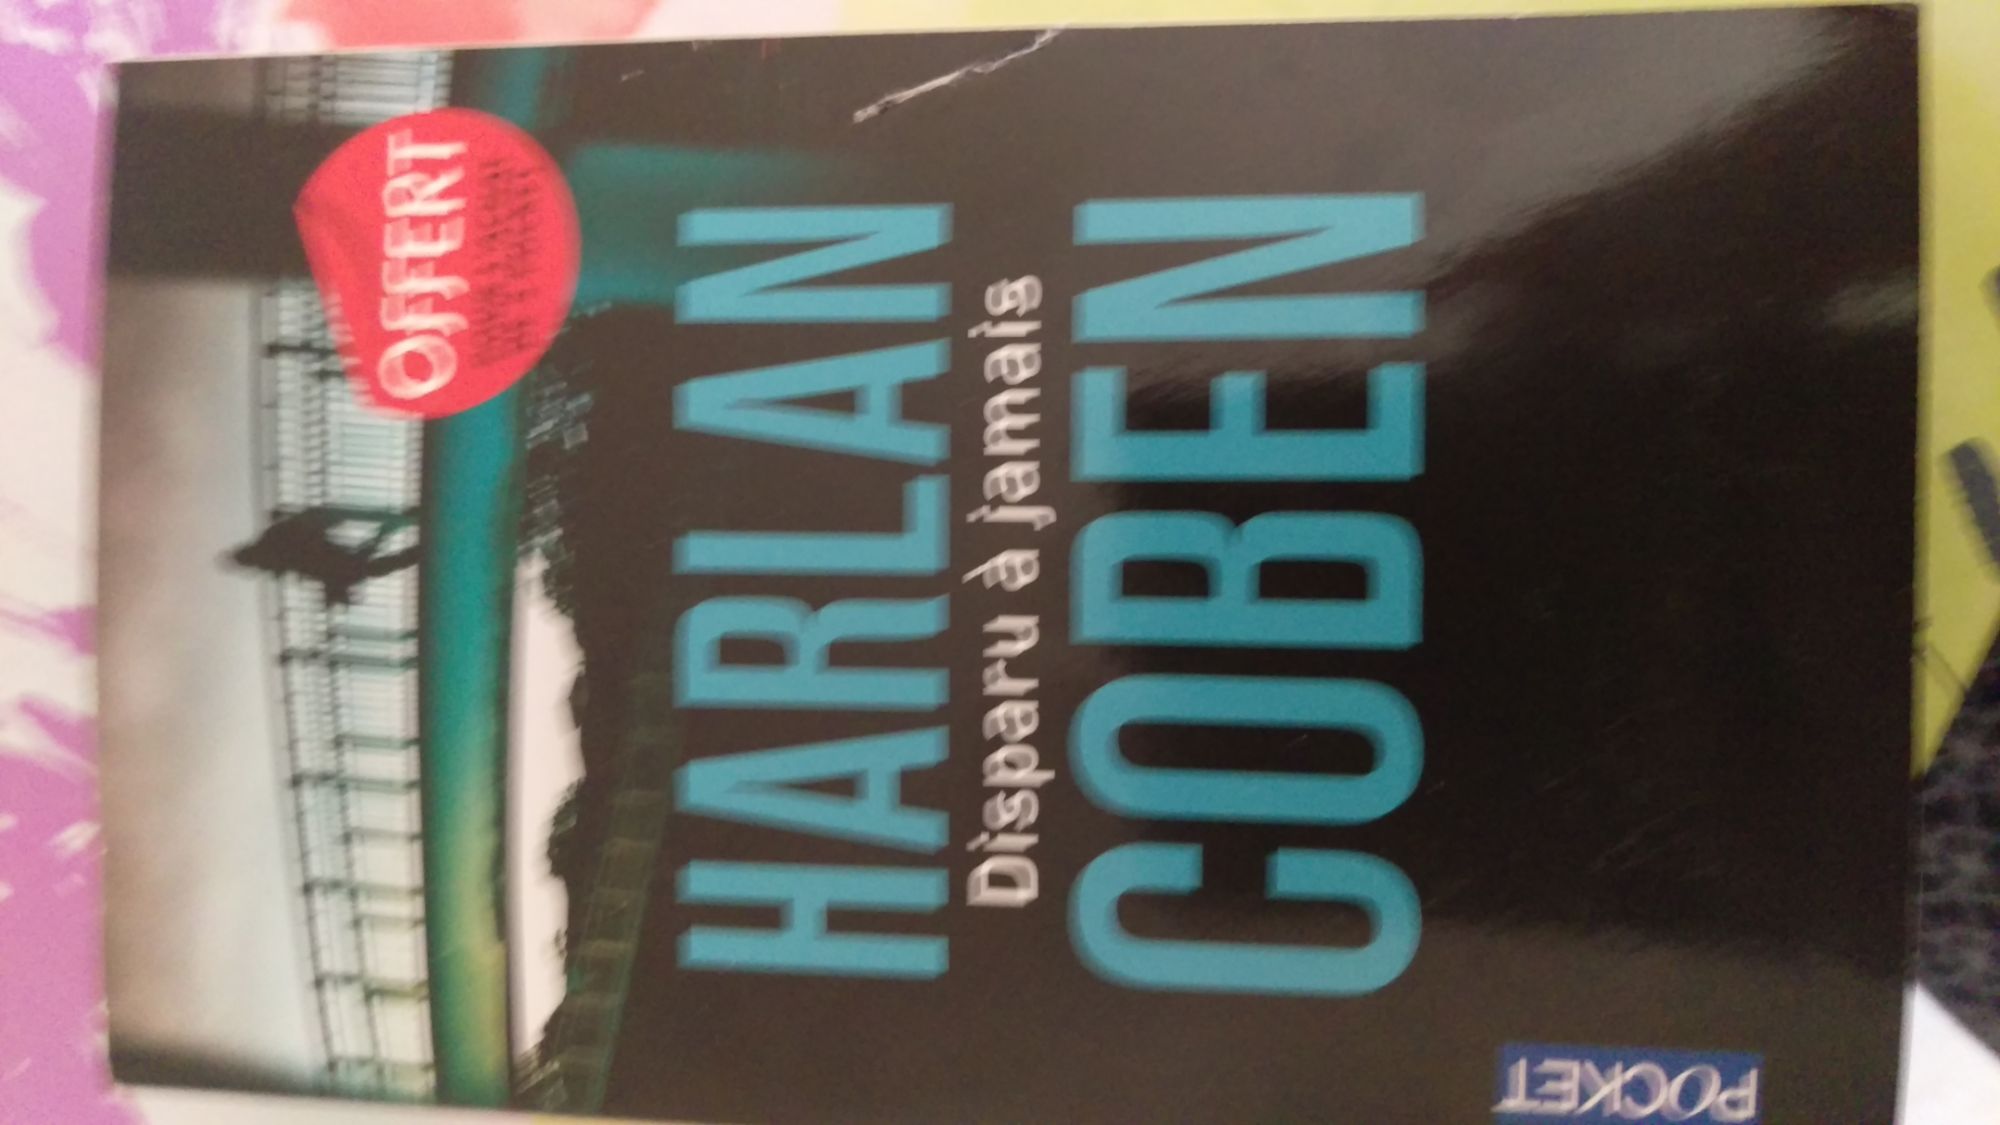 OFFERT
HARLAN
Disparu à jamais
COBEN
POCKET